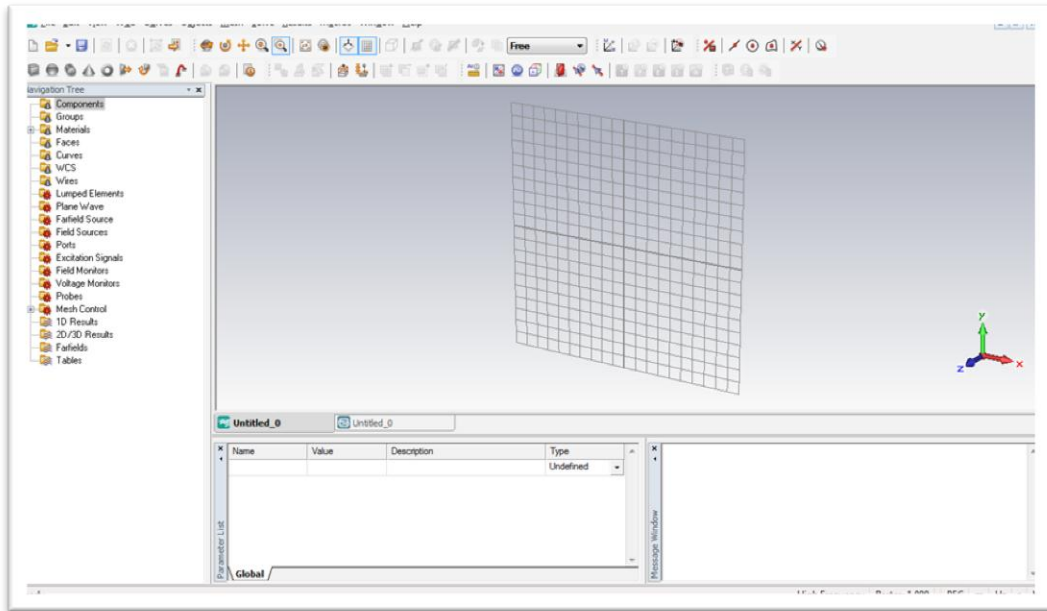 Free
Navigation Tree
Components
Groups
Materials
Faces
Curves
WCS
Wires
Lumped Elements
Plane Wave
Farfield Source
Field Sources
Ports
Excitation Signals
Field Monitors
Voltage Monitors
Probes
Mesh Control
1D Results
2D/3D Results
Farfields
Tables
y
x
z
Untitled_0 Untitled_0
Name Value Description Type
Undefined
Parameter List
Global
Message Window